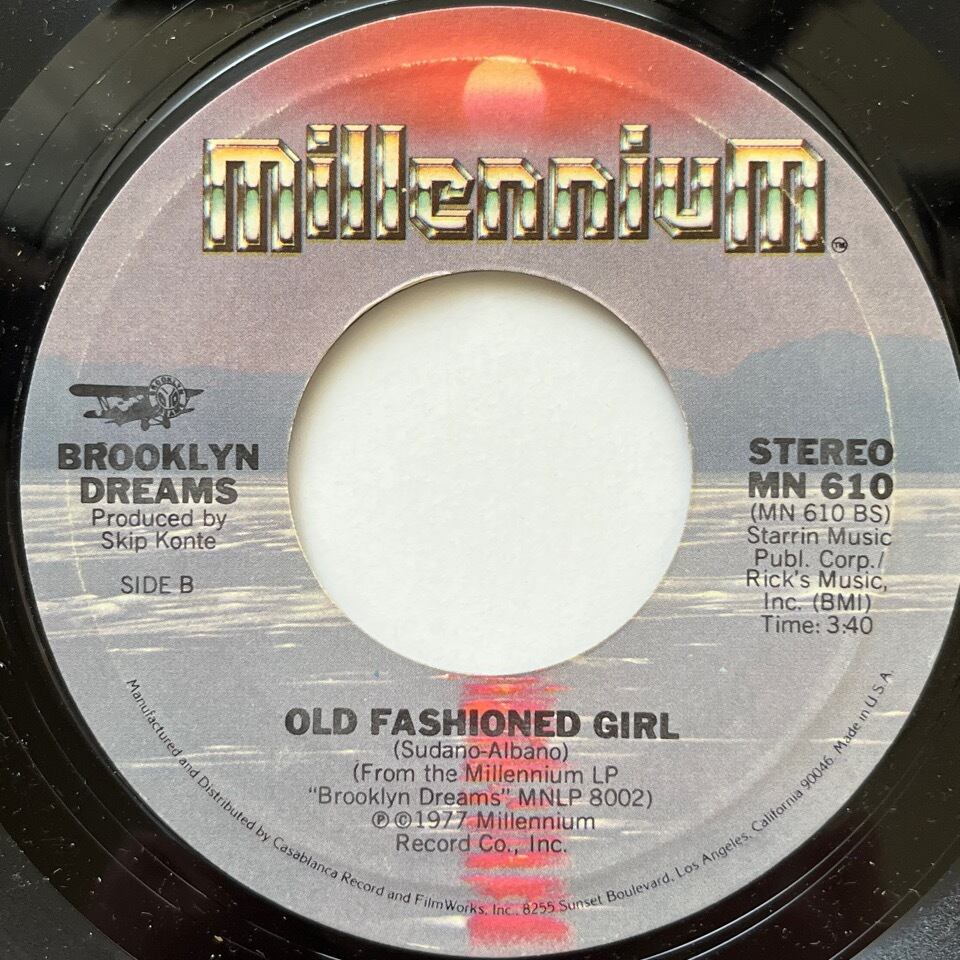 millennium ™
BROOKLYN
DREAMS
BROOKLYN
DREAMS
Produced by
Skip Konte
SIDE B
STEREO
MN 610
(MN 610 BS)
Starrin Music
Publ. Corp./
Rick's Music,
Inc. (BMI)
Time: 3:40
OLD FASHIONED GIRL
(Sudano-Albano)
(From the Millennium LP
"Brooklyn Dreams" MNLP 8002)
℗©1977 Millennium
Record Co., Inc.
Manufactured and Distributed by Casablanca Record and FilmWorks, Inc., 8255 Sunset Boulevard, Los Angeles, California 90046. Made in U.S.A.